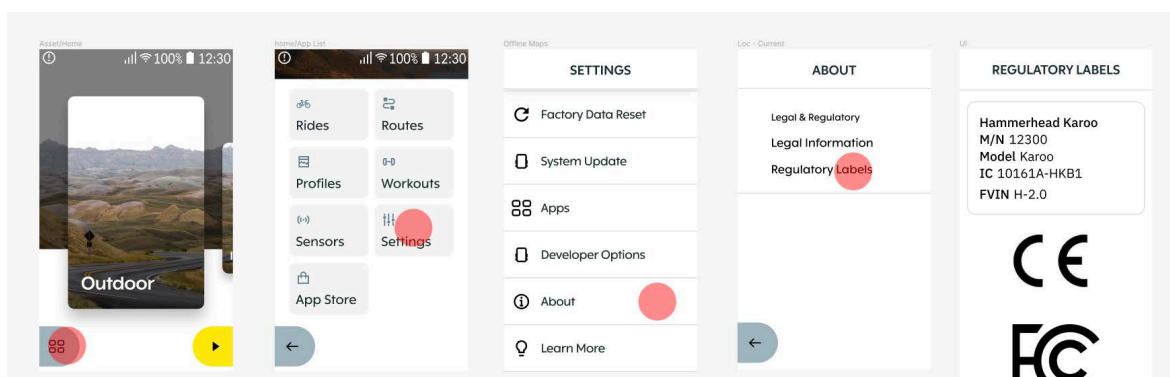 Asset/Home
100% 12:30
Outdoor
home/App List
100% 12:30
Rides
Routes
Profiles
Workouts
Sensors
Settings
App Store
Offline Maps
SETTINGS
Factory Data Reset
System Update
Apps
Developer Options
About
Learn More
Loc - Current
ABOUT
Legal & Regulatory
Legal Information
Regulatory Labels
UI
REGULATORY LABELS
Hammerhead Karoo
M/N 12300
Model Karoo
IC 10161A-HKB1
FVIN H-2.0
CE
FC